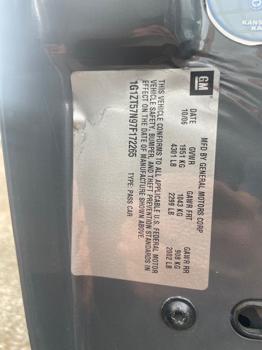 GM
MFD BY GENERAL MOTORS CORP
DATE GVWR GAWR FRT GAWR RR
10/06 1951 KG 1043 KG 908 KG
4301 LB 2299 LB 2002 LB
THIS VEHICLE CONFORMS TO ALL APPLICABLE U.S. FEDERAL MOTOR
VEHICLE SAFETY, BUMPER, AND THEFT PREVENTION STANDARDS IN
EFFECT ON THE DATE OF MANUFACTURE SHOWN ABOVE.
1G1ZT57N97F172265 TYPE: PASS CAR